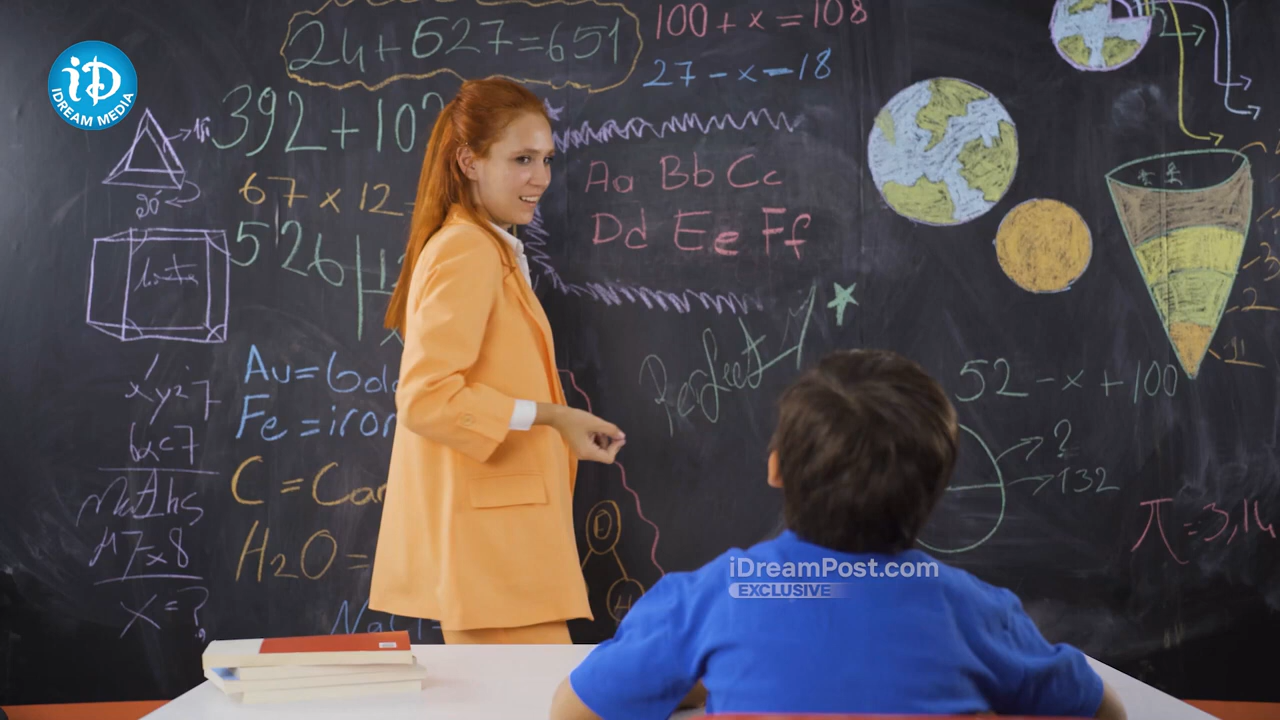 iD
IDREAM MEDIA
24+627=651
100+x=108
27-x=18
392+10
67x12
526
Aa Bb Cc
Dd Ee Ff
Perfect
Au=Gold
Fe=iron
C=Car
H2O=
52-x+100
?
132
π=3,14
Maths
x=?
iDreamPost.com
EXCLUSIVE